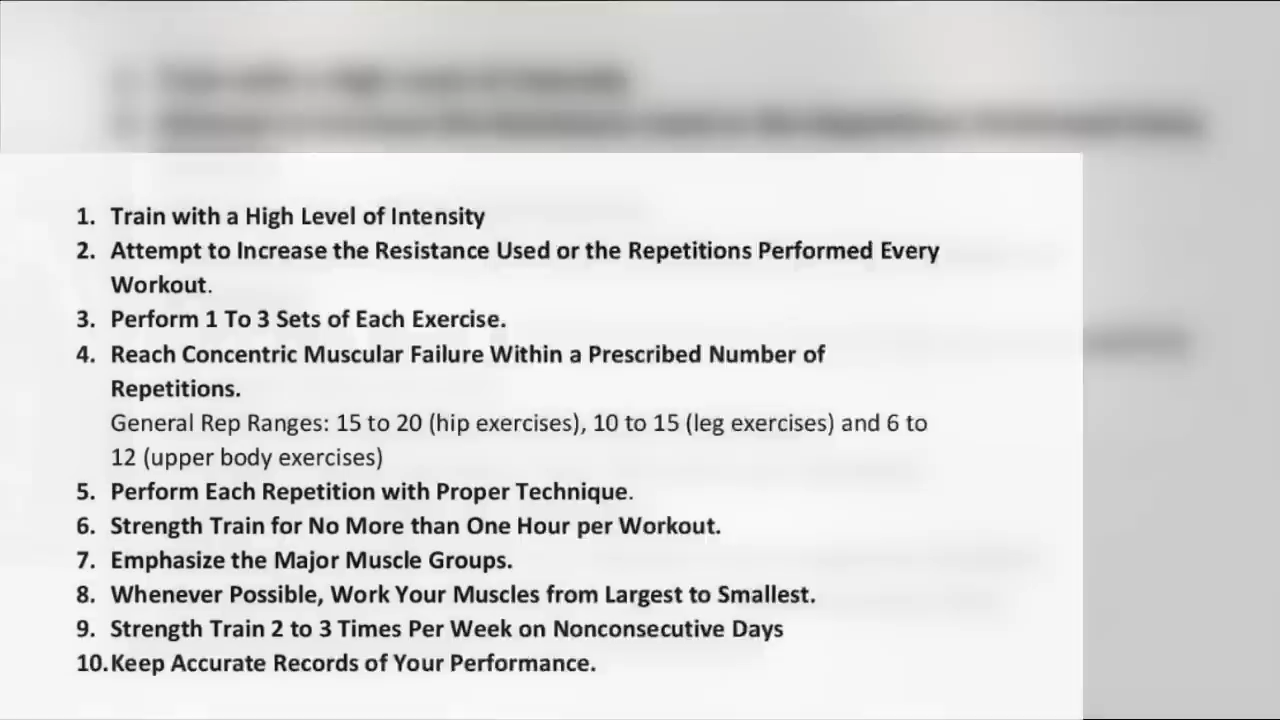 1. Train with a High Level of Intensity
2. Attempt to Increase the Resistance Used or the Repetitions Performed Every
Workout.
3. Perform 1 To 3 Sets of Each Exercise.
4. Reach Concentric Muscular Failure Within a Prescribed Number of
Repetitions.
General Rep Ranges: 15 to 20 (hip exercises), 10 to 15 (leg exercises) and 6 to
12 (upper body exercises)
5. Perform Each Repetition with Proper Technique.
6. Strength Train for No More than One Hour per Workout.
7. Emphasize the Major Muscle Groups.
8. Whenever Possible, Work Your Muscles from Largest to Smallest.
9. Strength Train 2 to 3 Times Per Week on Nonconsecutive Days
10.Keep Accurate Records of Your Performance.